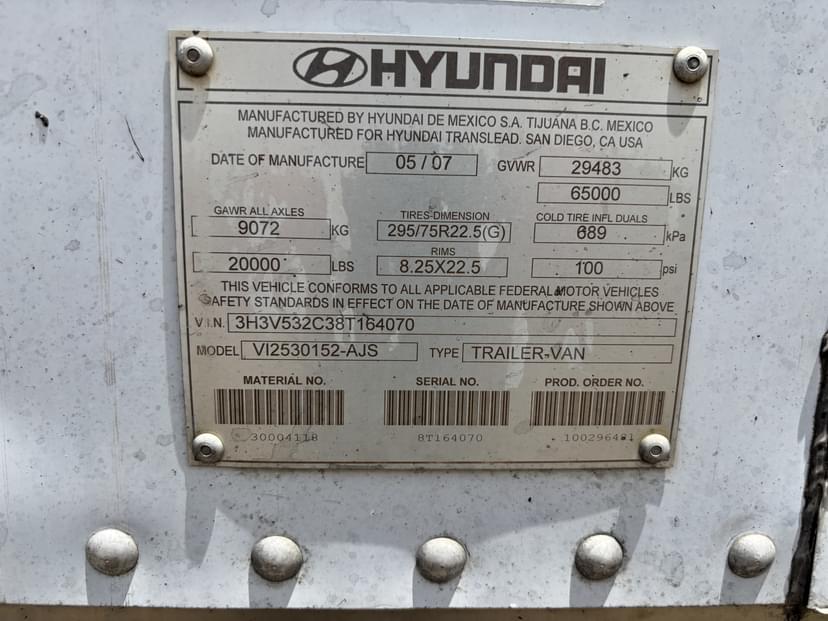 HYUNDAI
MANUFACTURED BY HYUNDAI DE MEXICO S.A. TIJUANA B.C. MEXICO
MANUFACTURED FOR HYUNDAI TRANSLEAD. SAN DIEGO, CA USA
DATE OF MANUFACTURE 05 / 07 GVWR 29483 KG
65000 LBS
GAWR ALL AXLES TIRES-DIMENSION COLD TIRE INFL DUALS
9072 KG 295/75R22.5(G) 689 kPa
RIMS
20000 LBS 8.25X22.5 100 psi
THIS VEHICLE CONFORMS TO ALL APPLICABLE FEDERAL MOTOR VEHICLES
SAFETY STANDARDS IN EFFECT ON THE DATE OF MANUFACTURE SHOWN ABOVE
V.I.N. 3H3V532C38T164070
MODEL VI2530152-AJS TYPE TRAILER-VAN
MATERIAL NO. SERIAL NO. PROD. ORDER NO.
30004118 8T164070